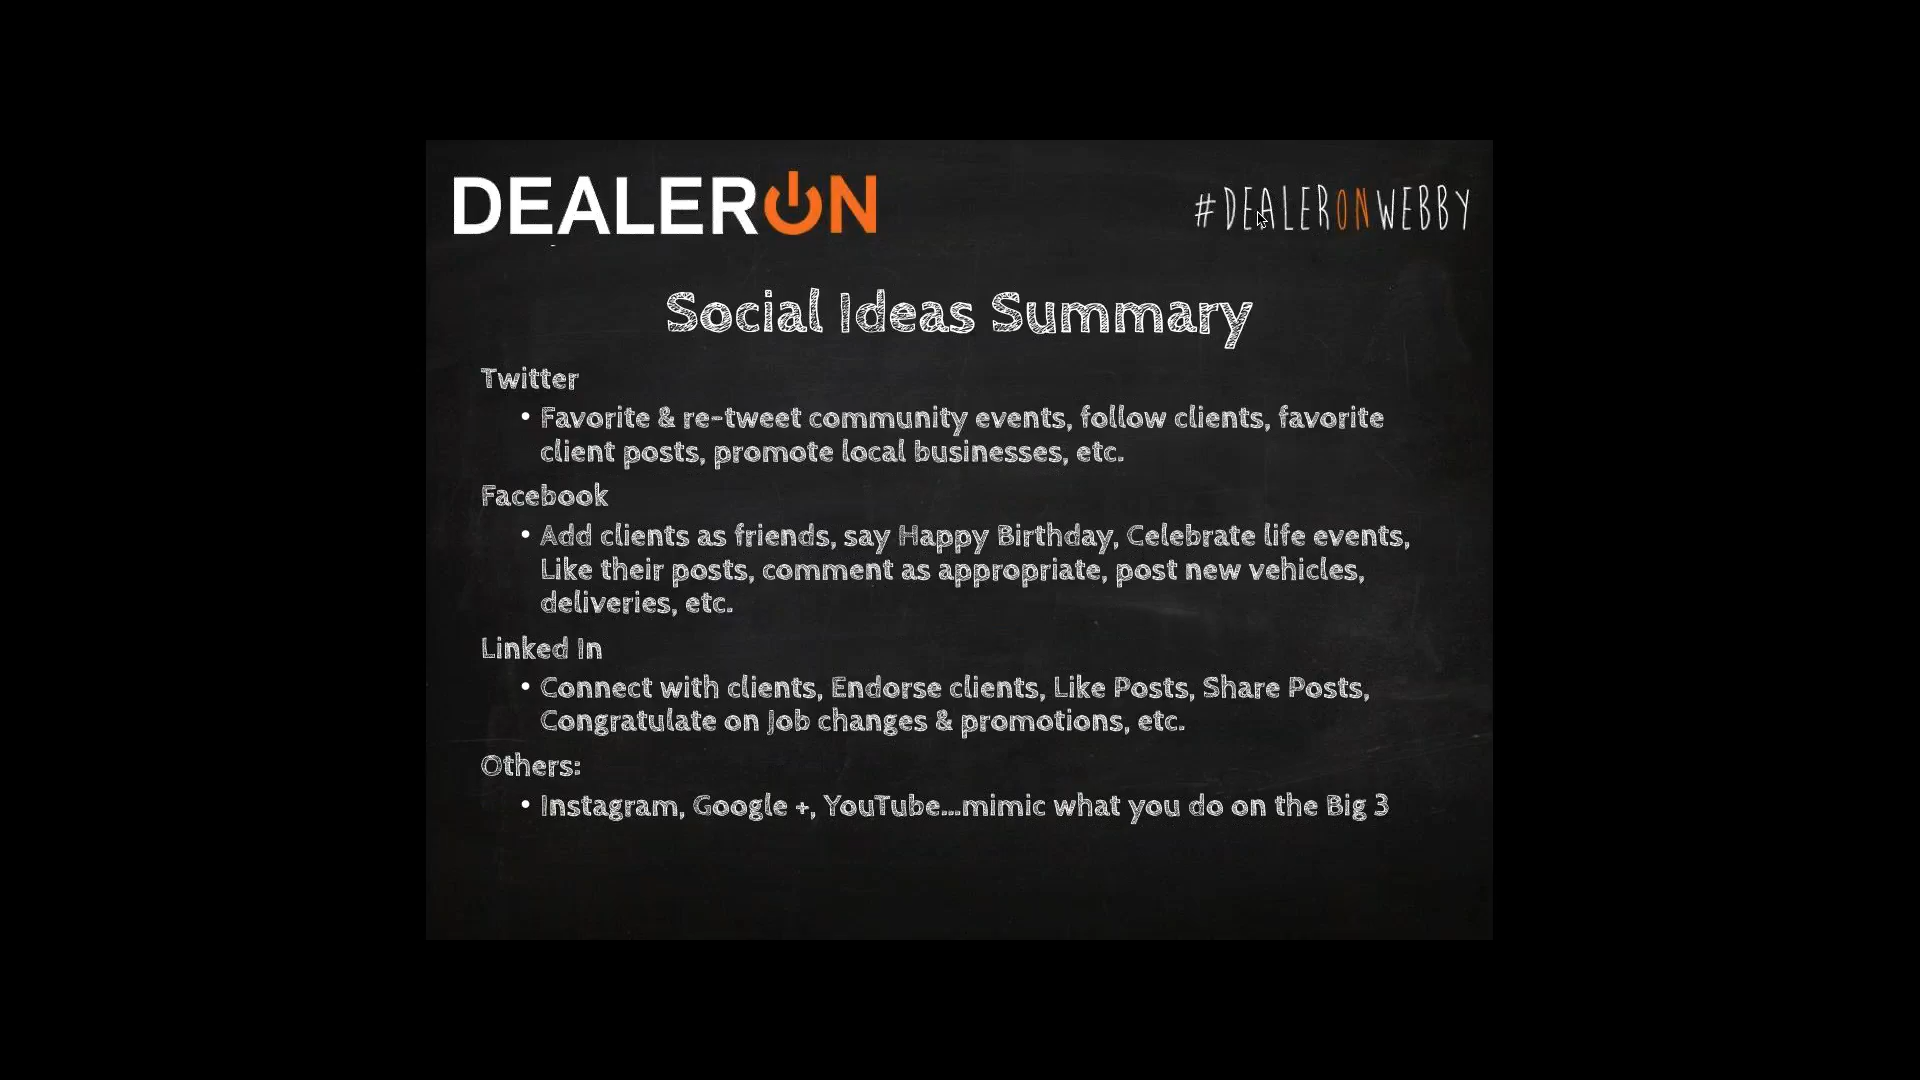 DEALERON
#DEALERONWEBBY
Social Ideas Summary
Twitter
• Favorite & re-tweet community events, follow clients, favorite
client posts, promote local businesses, etc.
Facebook
• Add clients as friends, say Happy Birthday, Celebrate life events,
Like their posts, comment as appropriate, post new vehicles,
deliveries, etc.
Linked In
• Connect with clients, Endorse clients, Like Posts, Share Posts,
Congratulate on Job changes & promotions, etc.
Others:
• Instagram, Google +, YouTube...mimic what you do on the Big 3